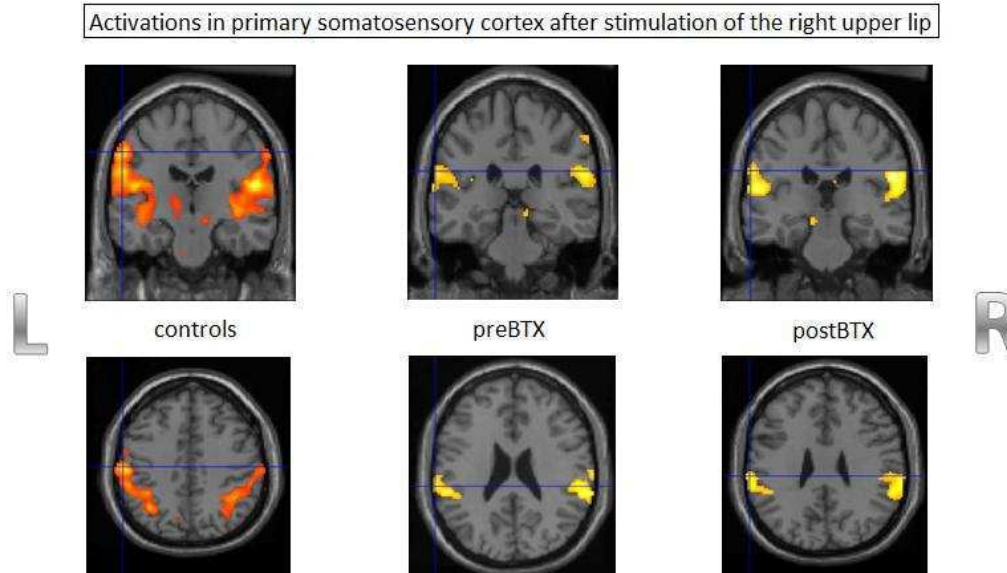 Activations in primary somatosensory cortex after stimulation of the right upper lip
L
R
controls
preBTX
postBTX